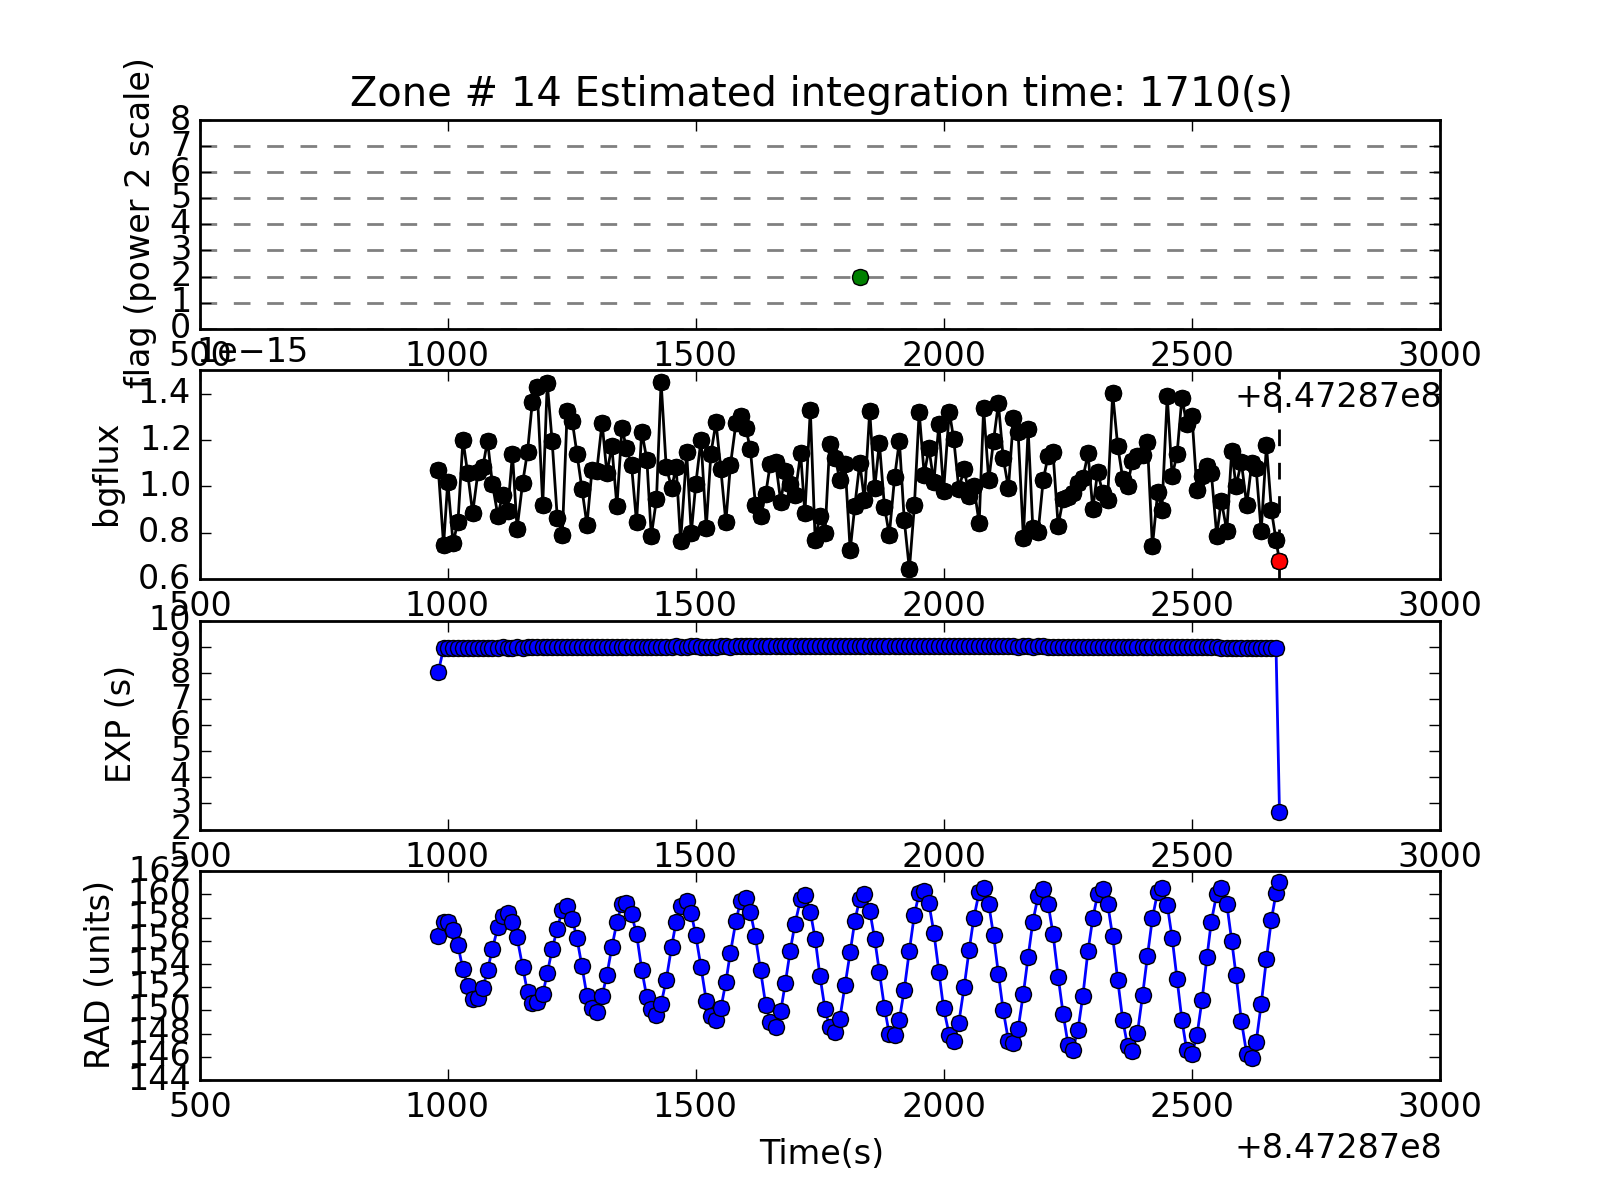 Zone # 14 Estimated integration time: 1710(s)
flag (power 2 scale)
8
7
6
5
4
3
2
1
0
500 1000 1500 2000 2500 3000
1e−15
+8.47287e8
bgflux
1.4
1.2
1.0
0.8
0.6
500 1000 1500 2000 2500 3000
EXP (s)
10
9
8
7
6
5
4
3
2
500 1000 1500 2000 2500 3000
RAD (units)
162
160
158
156
154
152
150
148
146
144
500 1000 1500 2000 2500 3000
Time(s)
+8.47287e8